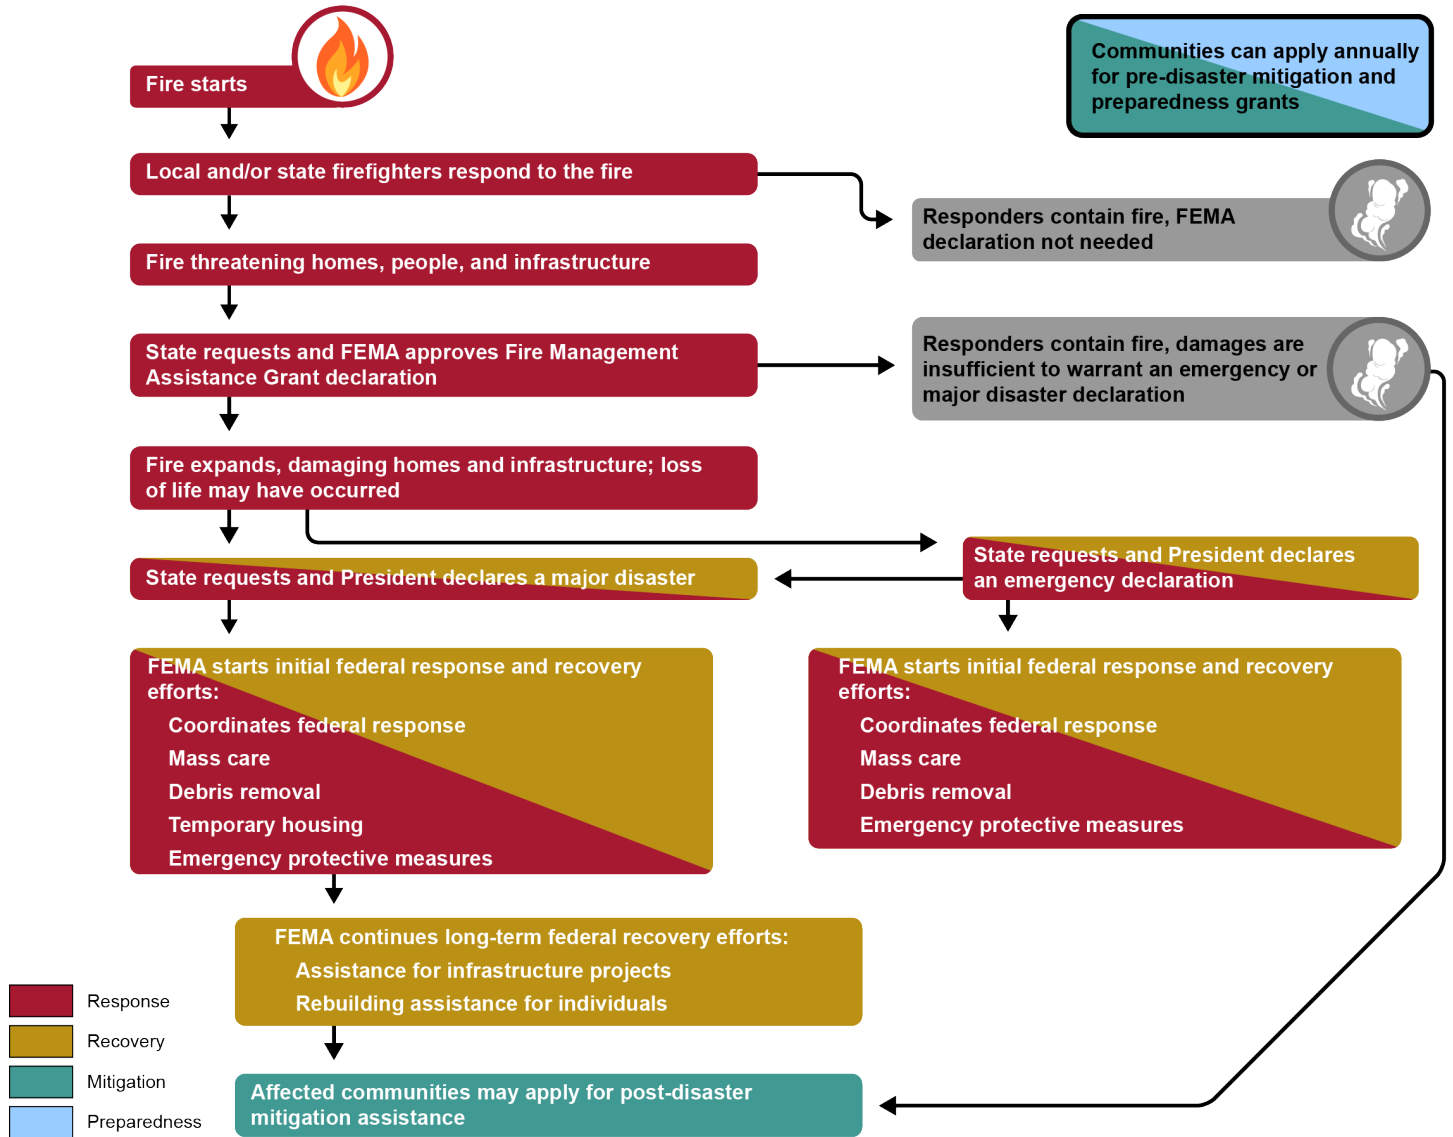 Fire starts
Communities can apply annually
for pre-disaster mitigation and
preparedness grants
Local and/or state firefighters respond to the fire
Responders contain fire, FEMA
declaration not needed
Fire threatening homes, people, and infrastructure
State requests and FEMA approves Fire Management
Assistance Grant declaration
Responders contain fire, damages are
insufficient to warrant an emergency or
major disaster declaration
Fire expands, damaging homes and infrastructure; loss
of life may have occurred
State requests and President declares a major disaster
State requests and President declares
an emergency declaration
FEMA starts initial federal response and recovery
efforts:
Coordinates federal response
Mass care
Debris removal
Temporary housing
Emergency protective measures
FEMA starts initial federal response and recovery
efforts:
Coordinates federal response
Mass care
Debris removal
Emergency protective measures
FEMA continues long-term federal recovery efforts:
Assistance for infrastructure projects
Rebuilding assistance for individuals
Affected communities may apply for post-disaster
mitigation assistance
Response
Recovery
Mitigation
Preparedness